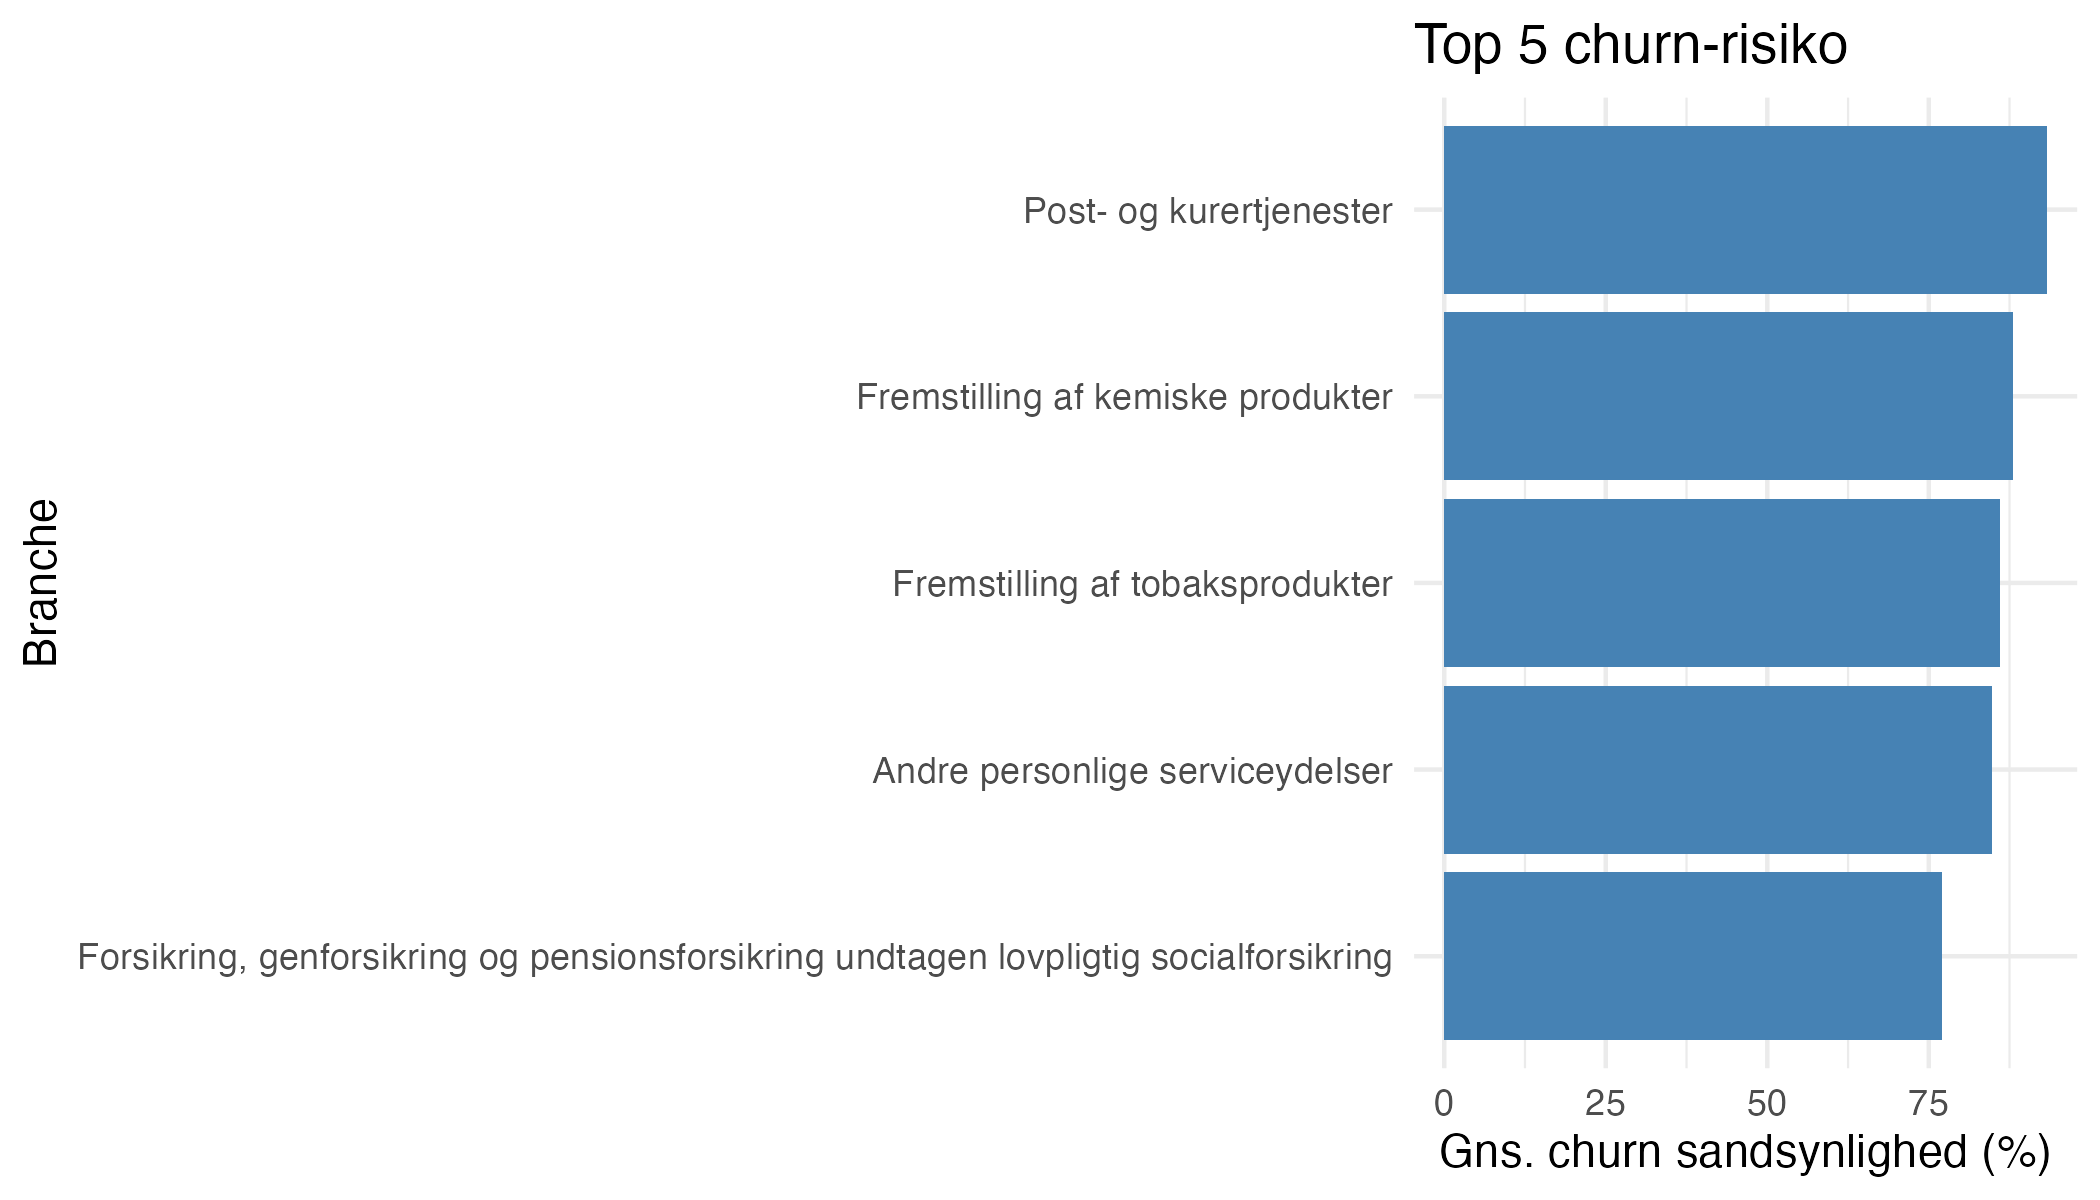 Top 5 churn-risiko
Branche
Post- og kurertjenester
Fremstilling af kemiske produkter
Fremstilling af tobaksprodukter
Andre personlige serviceydelser
Forsikring, genforsikring og pensionsforsikring undtagen lovpligtig socialforsikring
0 25 50 75
Gns. churn sandsynlighed (%)